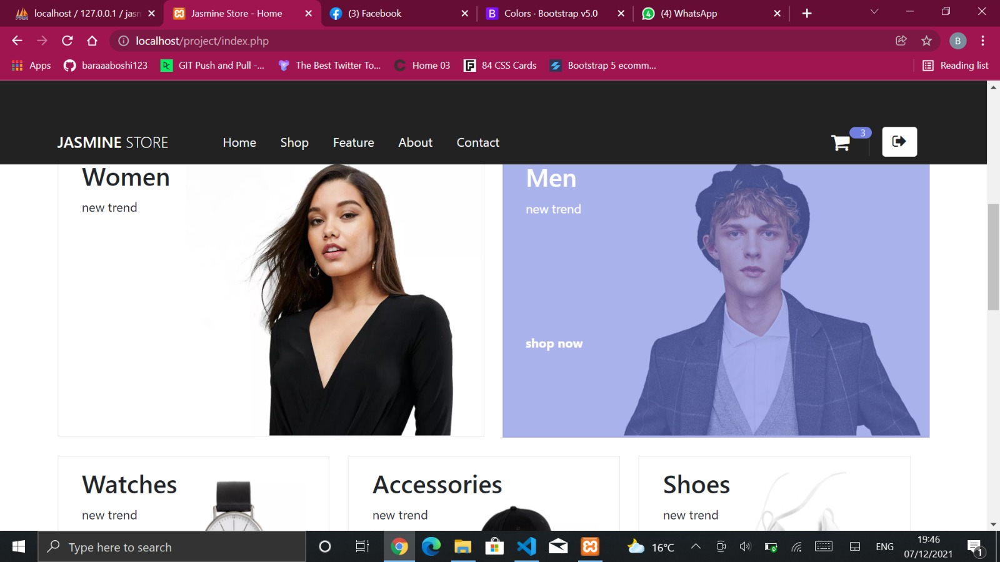 localhost / 127.0.0.1 / jasm
Jasmine Store - Home
(3) Facebook
B Colors · Bootstrap v5.0
4 (4) WhatsApp
localhost/project/index.php
B
Apps
baraaaboshi123
GIT Push and Pull -...
The Best Twitter To...
Home 03
84 CSS Cards
Bootstrap 5 ecomm...
Reading list
JASMINE STORE
Home
Shop
Feature
About
Contact
3
Women
new trend
Men
new trend
shop now
Watches
new trend
Accessories
new trend
Shoes
new trend
Type here to search
16°C
ENG
19:46
07/12/2021
1